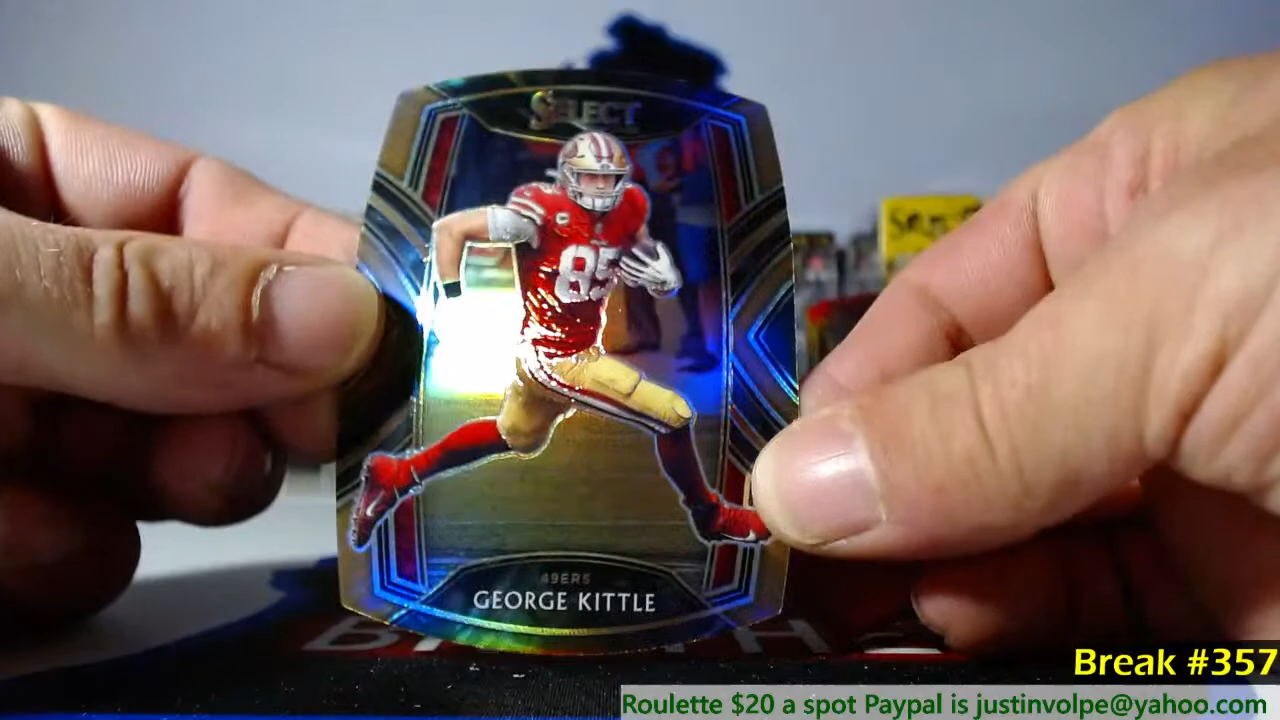 SELECT
85
49ERS
GEORGE KITTLE
Break #357
Roulette $20 a spot Paypal is justinvolpe@yahoo.com